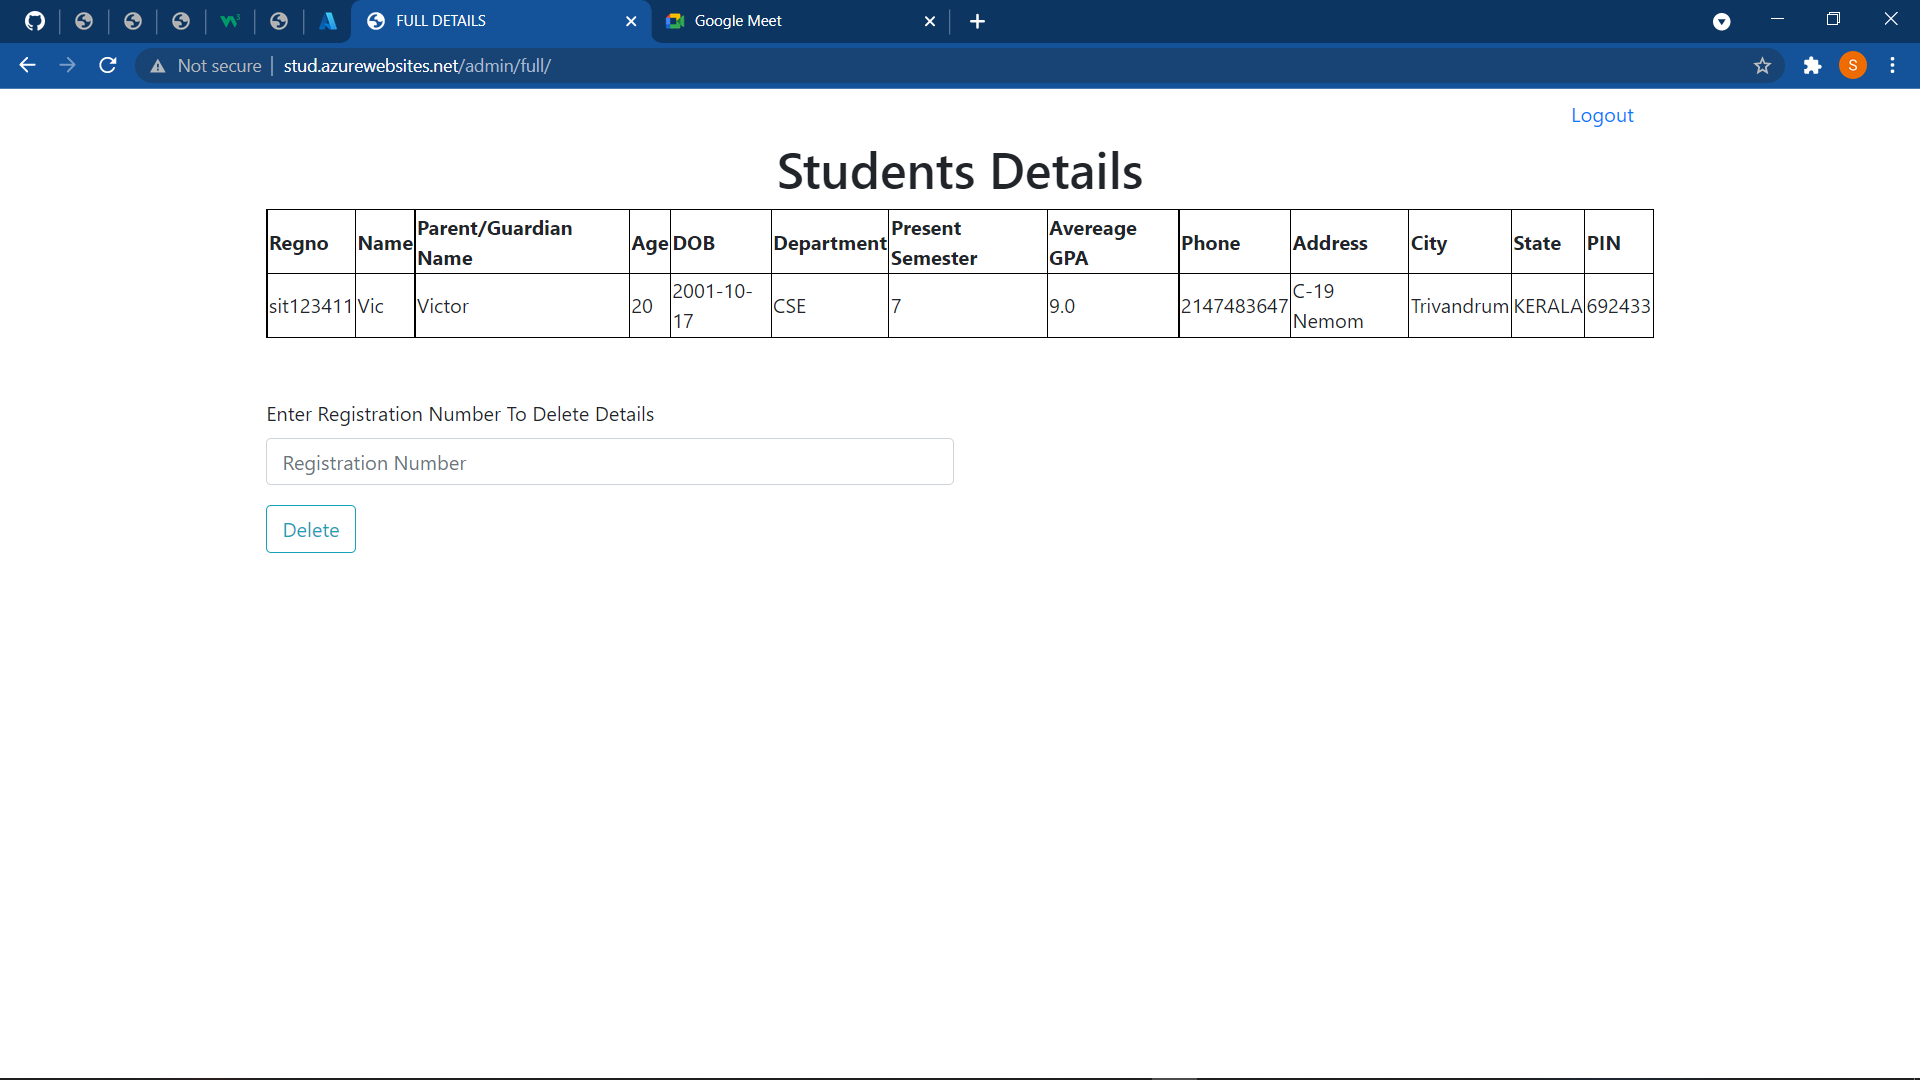 FULL DETAILS
Google Meet
Not secure
stud.azurewebsites.net/admin/full/
S
Logout
Students Details
Regno Name Parent/Guardian Name Age DOB Department Present Semester Avereage GPA Phone Address City State PIN
sit123411 Vic Victor 20 2001-10-17 CSE 7 9.0 2147483647 C-19 Nemom Trivandrum KERALA 692433
Enter Registration Number To Delete Details
Registration Number
Delete